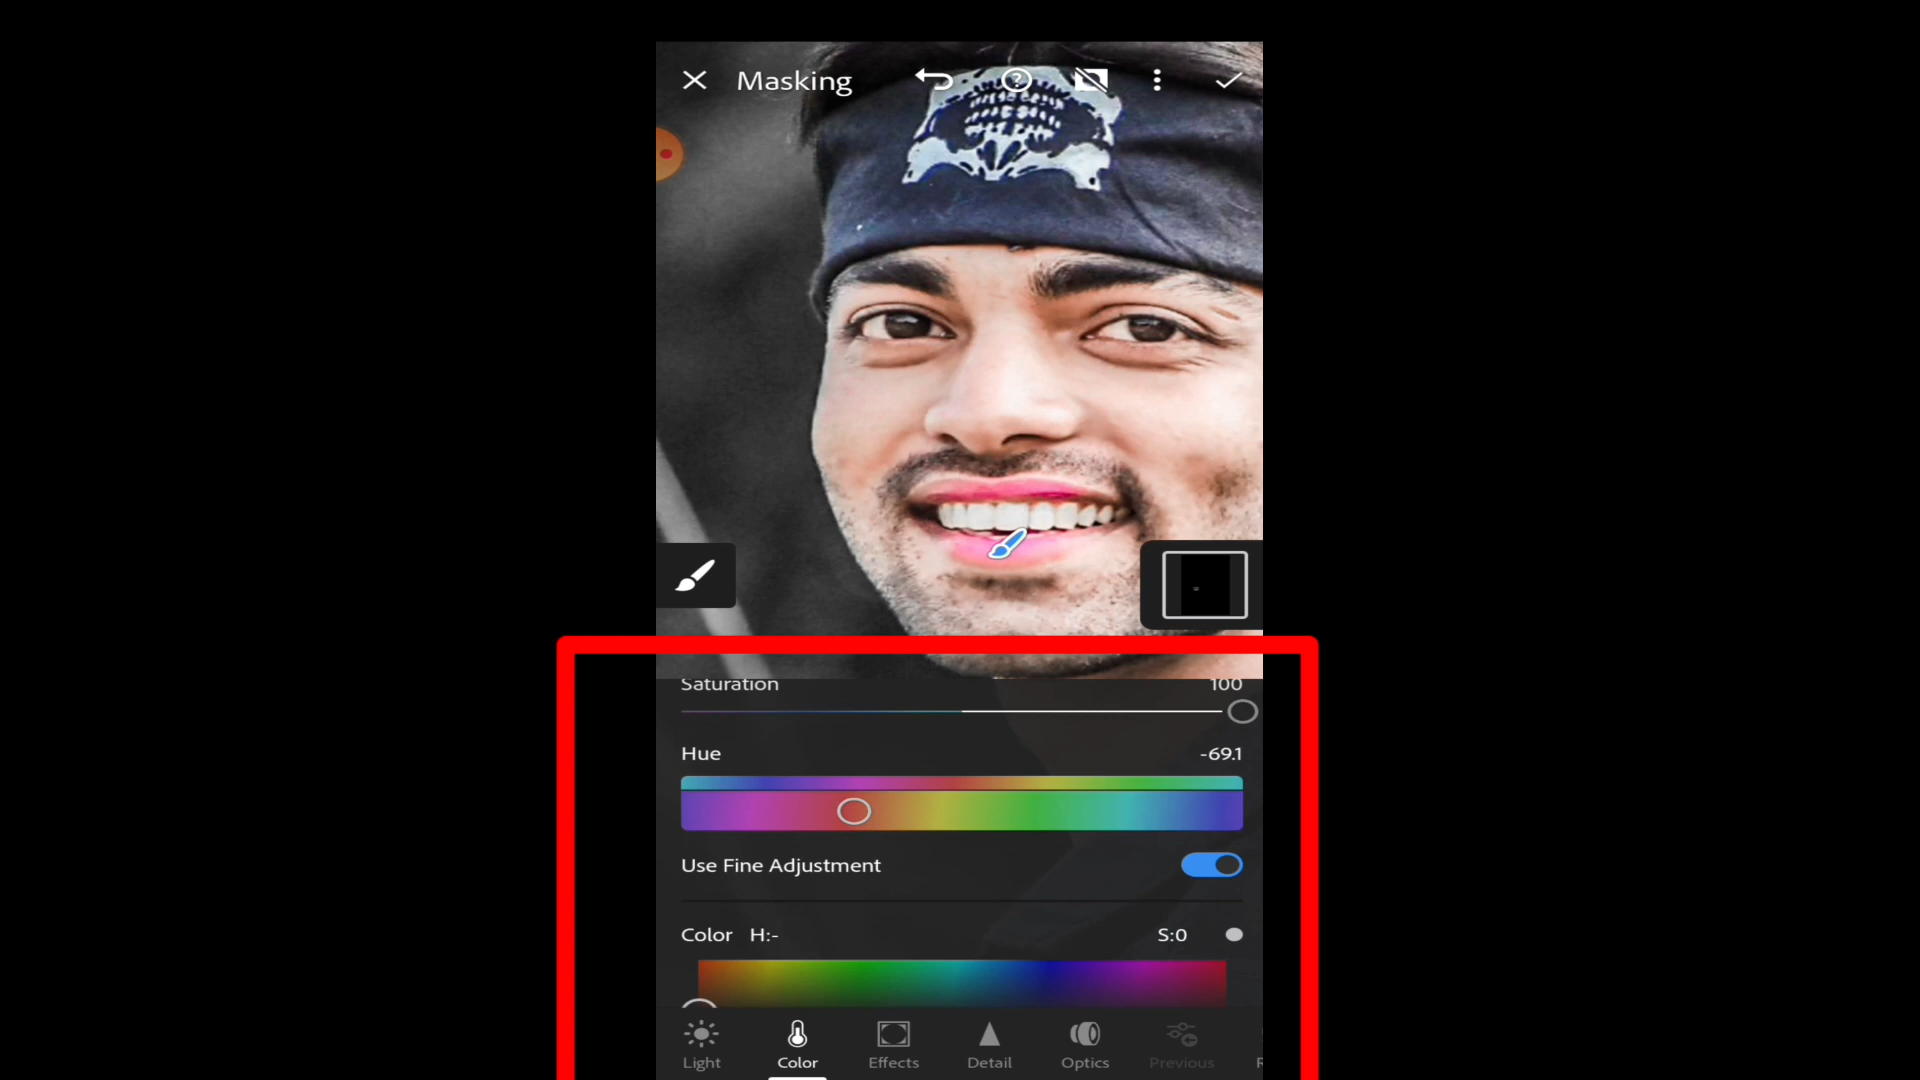 Masking
Saturation 100
Hue -69.1
Use Fine Adjustment
Color H:- S:0
Light Color Effects Detail Optics Previous